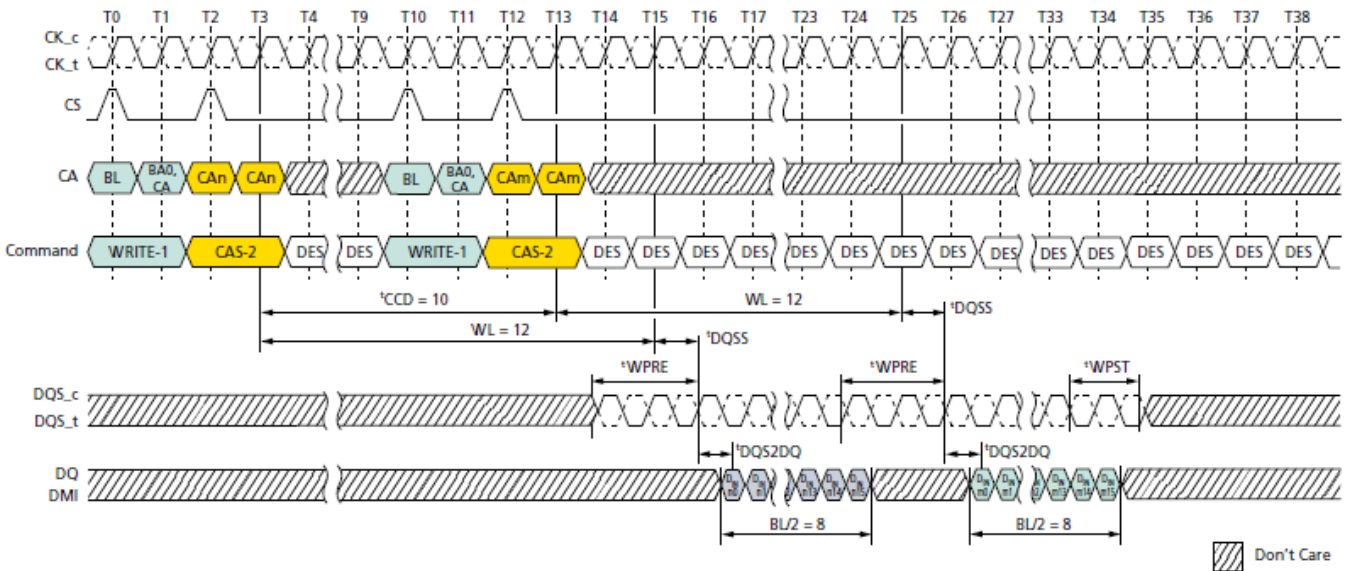 T0 T1 T2 T3 T4 T9 T10 T11 T12 T13 T14 T15 T16 T17 T23 T24 T25 T26 T27 T33 T34 T35 T36 T37 T38
CK_c
CK_t
CS
CA BL BA0, CA CAn CAn BL BA0, CA CAm CAm
Command WRITE-1 CAS-2 DES DES WRITE-1 CAS-2 DES DES DES DES DES DES DES DES DES DES DES DES DES DES DES
tCCD = 10 WL = 12 tDQSS
WL = 12 tDQSS
tWPRE tWPRE tWPST
DQS_c
DQS_t
tDQS2DQ tDQS2DQ
DQ
DMI
BL/2 = 8 BL/2 = 8
Don't Care